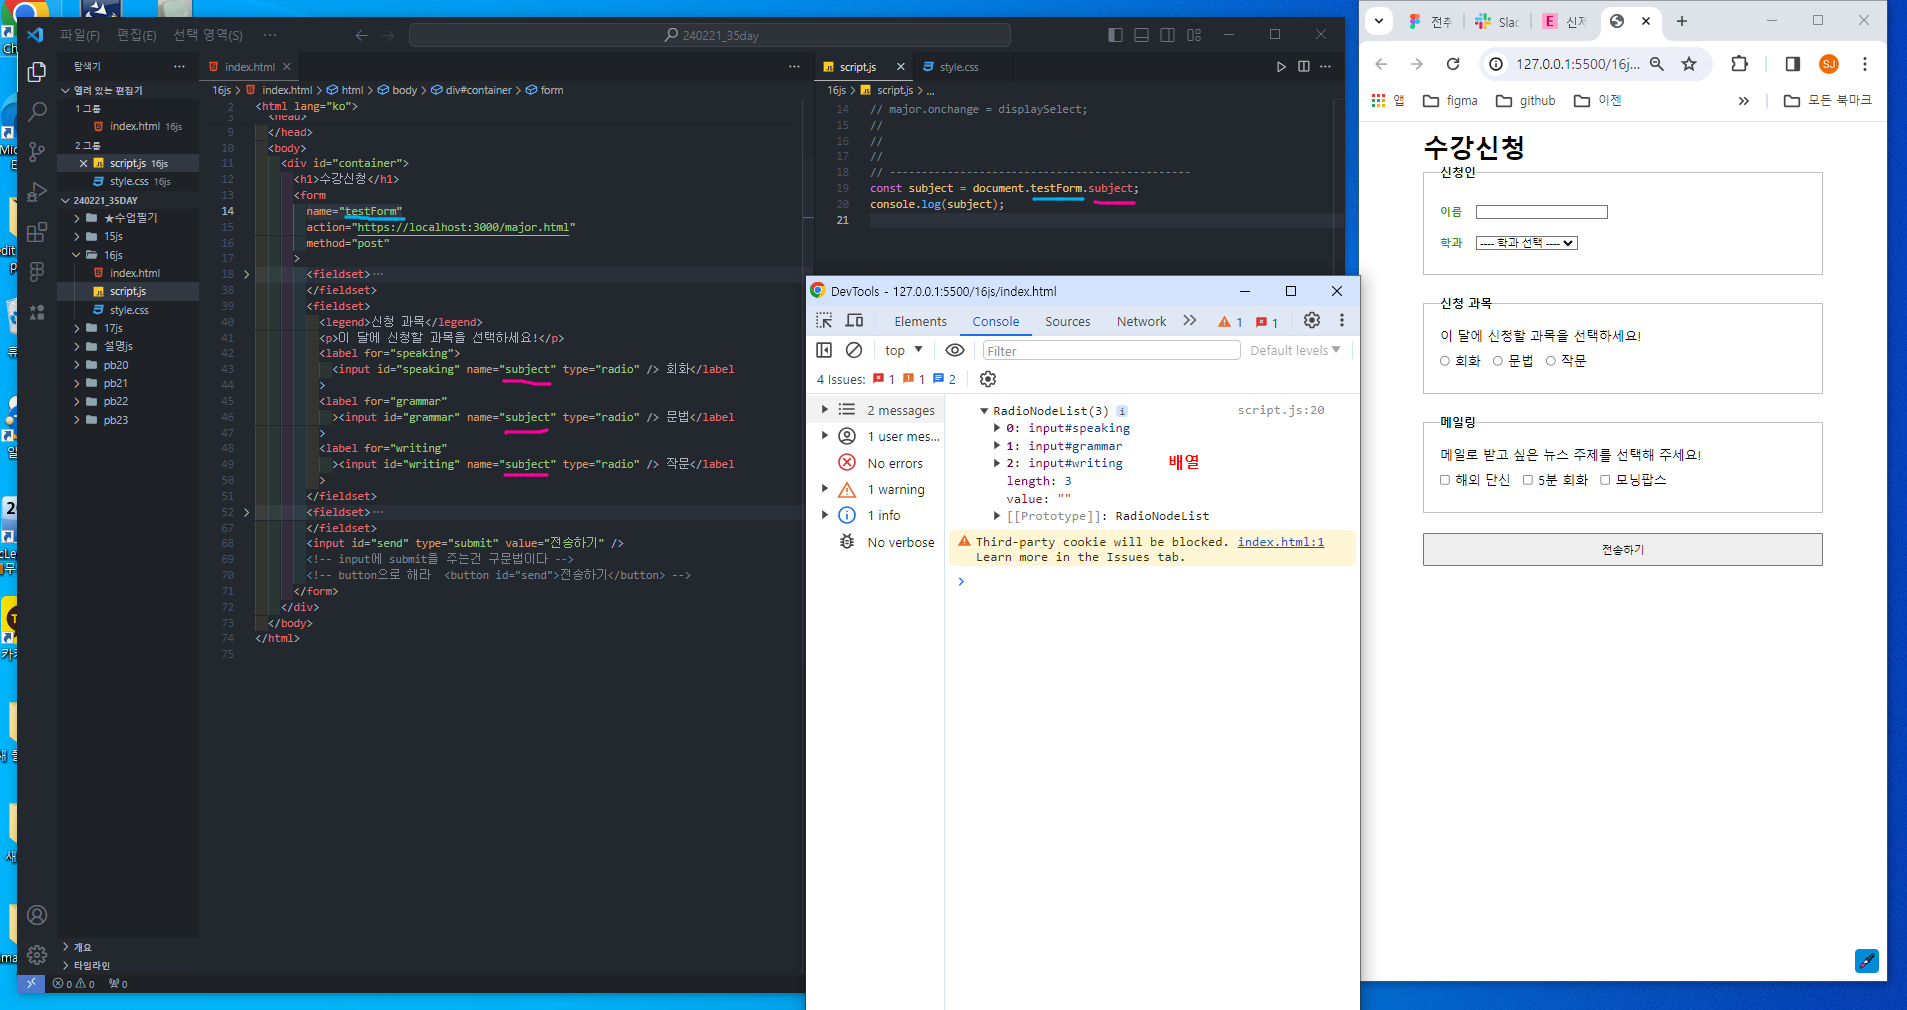 파일(F) 편집(E) 선택 영역(S) ···
240221_35day
탐색기 ···
열려 있는 편집기
1 그룹
index.html 16js
2 그룹
script.js 16js
style.css 16js
240221_35DAY
★수업필기
15js
16js
index.html
script.js
style.css
17js
설명js
pb20
pb21
pb22
pb23
개요
타임라인
0 0 0
index.html
16js > index.html > html > body > div#container > form
2 <html lang="ko">
3 <head>
9 </head>
10 <body>
11 <div id="container">
12 <h1>수강신청</h1>
13 <form
14 name="testForm"
15 action="https://localhost:3000/major.html"
16 method="post"
17 >
18 <fieldset>···
38 </fieldset>
39 <fieldset>
40 <legend>신청 과목</legend>
41 <p>이 달에 신청할 과목을 선택하세요!</p>
42 <label for="speaking">
43 <input id="speaking" name="subject" type="radio" /> 회화</label
44 >
45 <label for="grammar"
46 ><input id="grammar" name="subject" type="radio" /> 문법</label
47 >
48 <label for="writing"
49 ><input id="writing" name="subject" type="radio" /> 작문</label
50 >
51 </fieldset>
52 <fieldset>···
67 </fieldset>
68 <input id="send" type="submit" value="전송하기" />
69 <!-- input에 submit을 주는건 구문법이다 -->
70 <!-- button으로 해라  <button id="send">전송하기</button> -->
71 </form>
72 </div>
73 </body>
74 </html>
75
script.js style.css
16js > script.js > ...
14 // major.onchange = displaySelect;
15 //
16 //
17 //
18 // -----------------------------------------------
19 const subject = document.testForm.subject;
20 console.log(subject);
21
DevTools - 127.0.0.1:5500/16js/index.html
Elements Console Sources Network 1 1
top Filter Default levels
4 Issues: 1 1 2
2 messages
1 user mes...
No errors
1 warning
1 info
No verbose
RadioNodeList(3) i script.js:20
0: input#speaking
1: input#grammar
2: input#writing
배열
length: 3
value: ""
[[Prototype]]: RadioNodeList
Third-party cookie will be blocked. index.html:1
Learn more in the Issues tab.
전추 Slac 신저
127.0.0.1:5500/16j... SJ
앱 figma github 이젠 모든 북마크
수강신청
신청인
이름
학과 ---- 학과 선택 ----
신청 과목
이 달에 신청할 과목을 선택하세요!
회화 문법 작문
메일링
메일로 받고 싶은 뉴스 주제를 선택해 주세요!
해외 단신 5분 회화 모닝팝스
전송하기